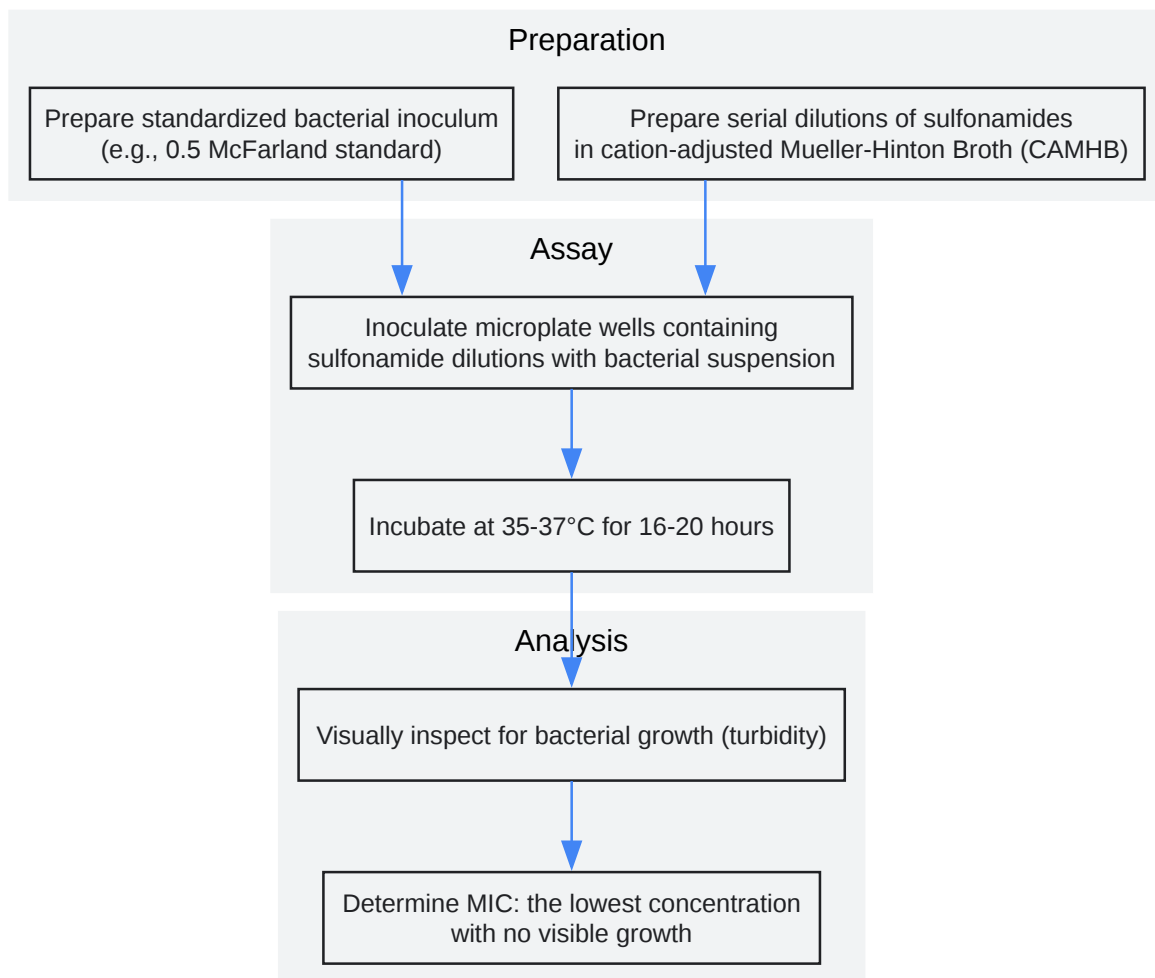 Preparation
Prepare standardized bacterial inoculum
(e.g., 0.5 McFarland standard)
Prepare serial dilutions of sulfonamides
in cation-adjusted Mueller-Hinton Broth (CAMHB)
Assay
Inoculate microplate wells containing
sulfonamide dilutions with bacterial suspension
Incubate at 35-37°C for 16-20 hours
Analysis
Visually inspect for bacterial growth (turbidity)
Determine MIC: the lowest concentration
with no visible growth